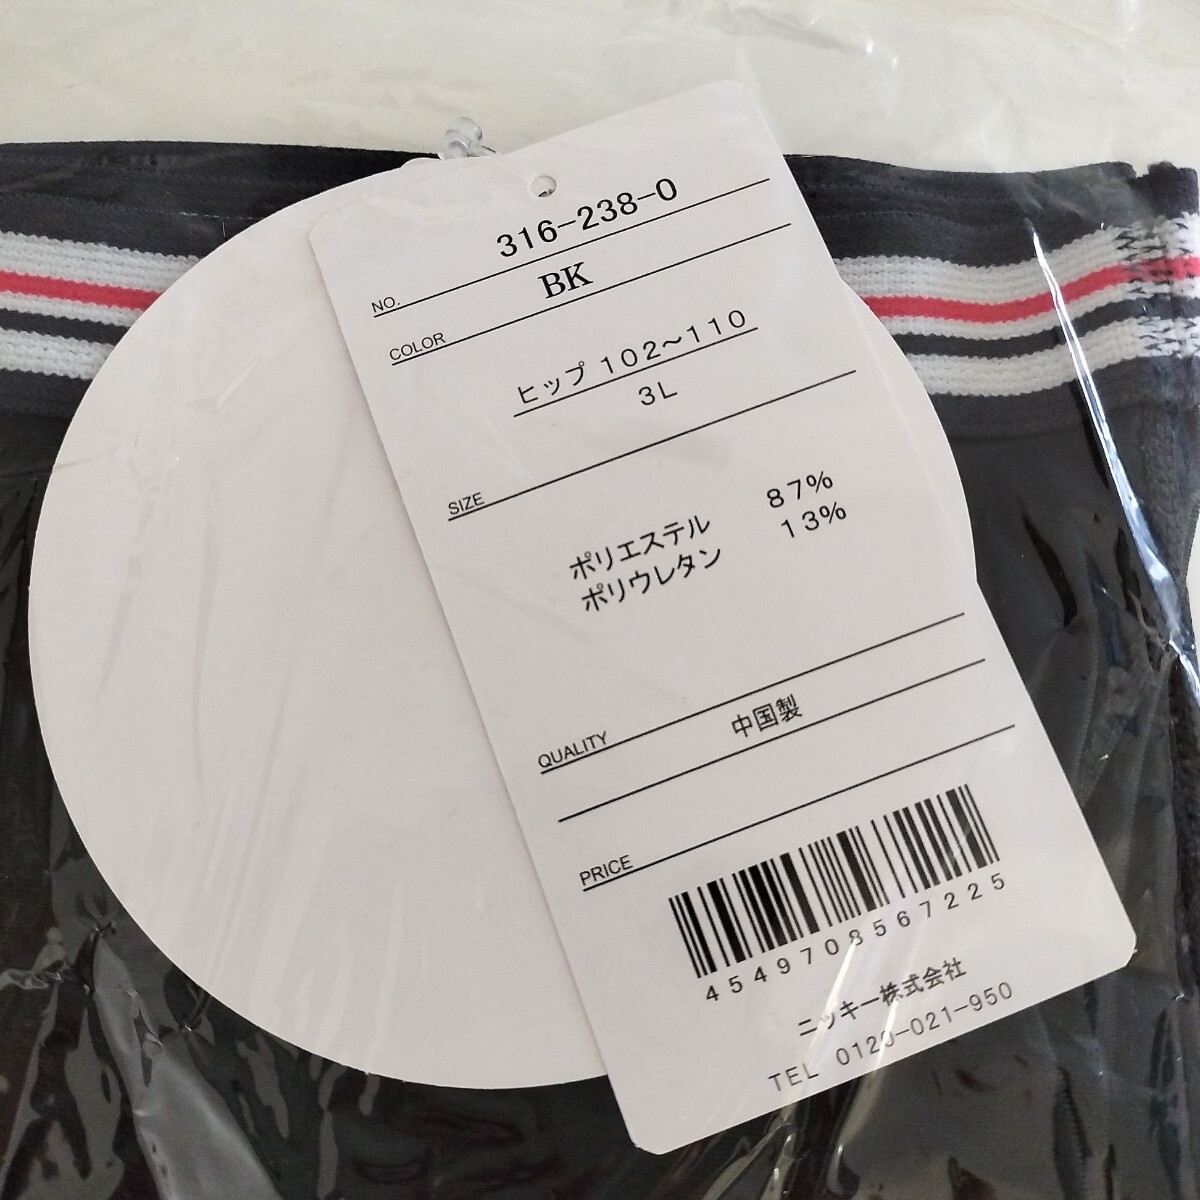 316-238-0
NO.
BK
COLOR
ヒップ 102～110
3L
SIZE
ポリエステル 87%
ポリウレタン 13%
QUALITY
中国製
PRICE
4549708567225
ニッキー株式会社
TEL 0120-021-950